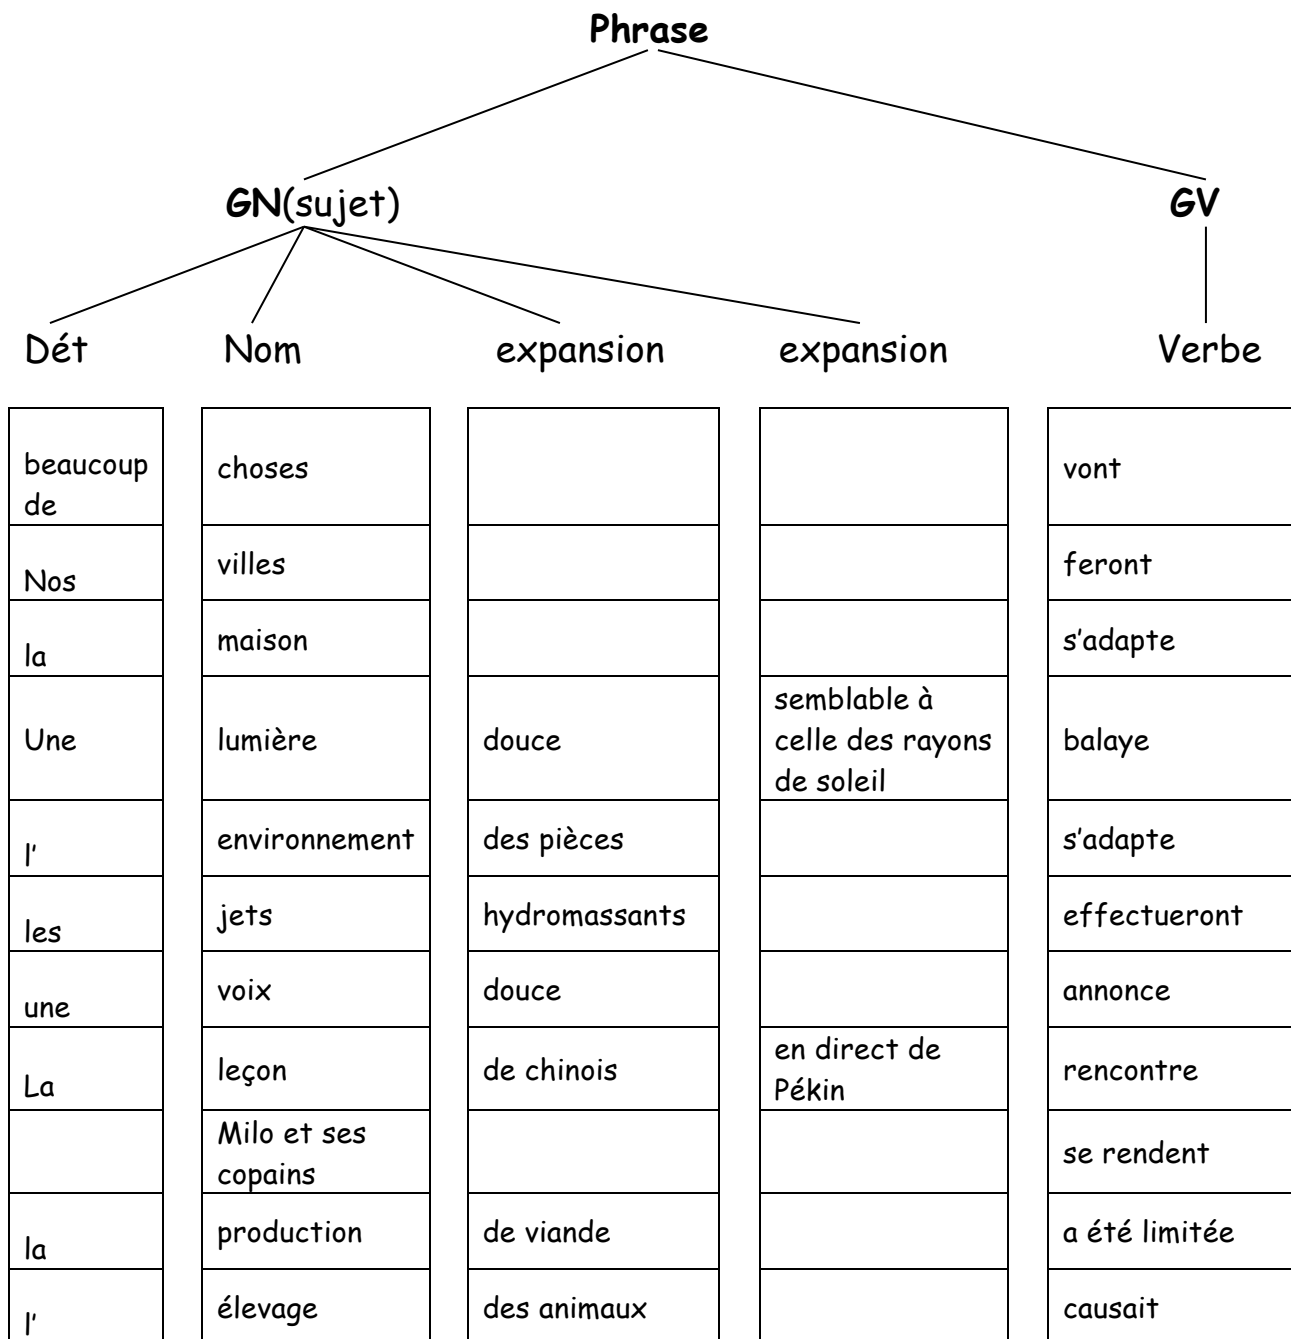 Phrase
GN(sujet) GV
Dét Nom expansion expansion Verbe
beaucoup
de
choses
vont
Nos
villes
feront
la
maison
s'adapte
Une
lumière
douce
semblable à
celle des rayons
de soleil
balaye
l'
environnement
des pièces
s'adapte
les
jets
hydromassants
effectueront
une
voix
douce
annonce
La
leçon
de chinois
en direct de
Pékin
rencontre
Milo et ses
copains
se rendent
la
production
de viande
a été limitée
l'
élevage
des animaux
causait